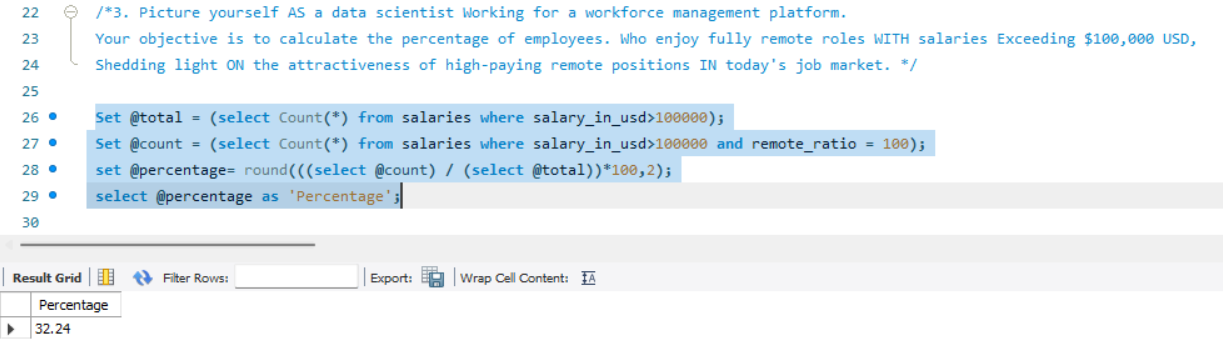 22 /*3. Picture yourself AS a data scientist Working for a workforce management platform.
23 Your objective is to calculate the percentage of employees. Who enjoy fully remote roles WITH salaries Exceeding $100,000 USD,
24 Shedding light ON the attractiveness of high-paying remote positions IN today's job market. */
25
26 Set @total = (select Count(*) from salaries where salary_in_usd>100000);
27 Set @count = (select Count(*) from salaries where salary_in_usd>100000 and remote_ratio = 100);
28 set @percentage= round(((select @count) / (select @total))*100,2);
29 select @percentage as 'Percentage';
30
Result Grid Filter Rows: Export: Wrap Cell Content: IA
Percentage
32.24